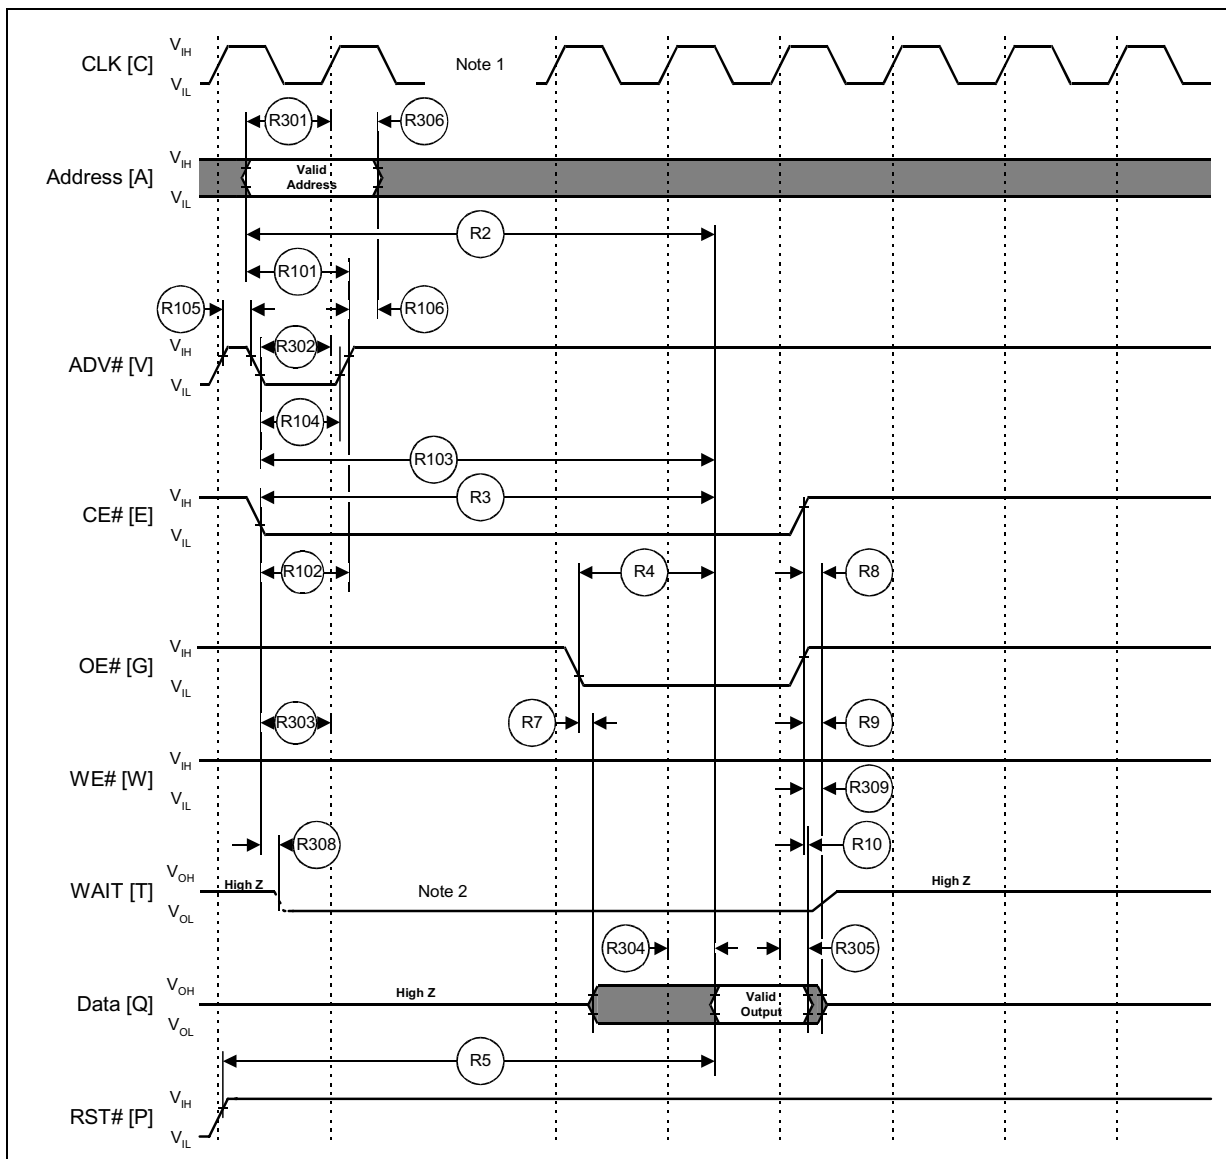 V_IH
CLK [C]
V_IL
Note 1
R301
R306
V_IH
Address [A]
V_IL
Valid
Address
R2
R101
R105
R106
V_IH
ADV# [V]
V_IL
R302
R104
R103
V_IH
CE# [E]
V_IL
R3
R102
R4
R8
V_IH
OE# [G]
V_IL
R303
R7
R9
V_IH
WE# [W]
V_IL
R309
R308
R10
V_OH
WAIT [T]
V_OL
High Z
Note 2
High Z
R304
R305
V_OH
Data [Q]
V_OL
High Z
Valid
Output
R5
V_IH
RST# [P]
V_IL